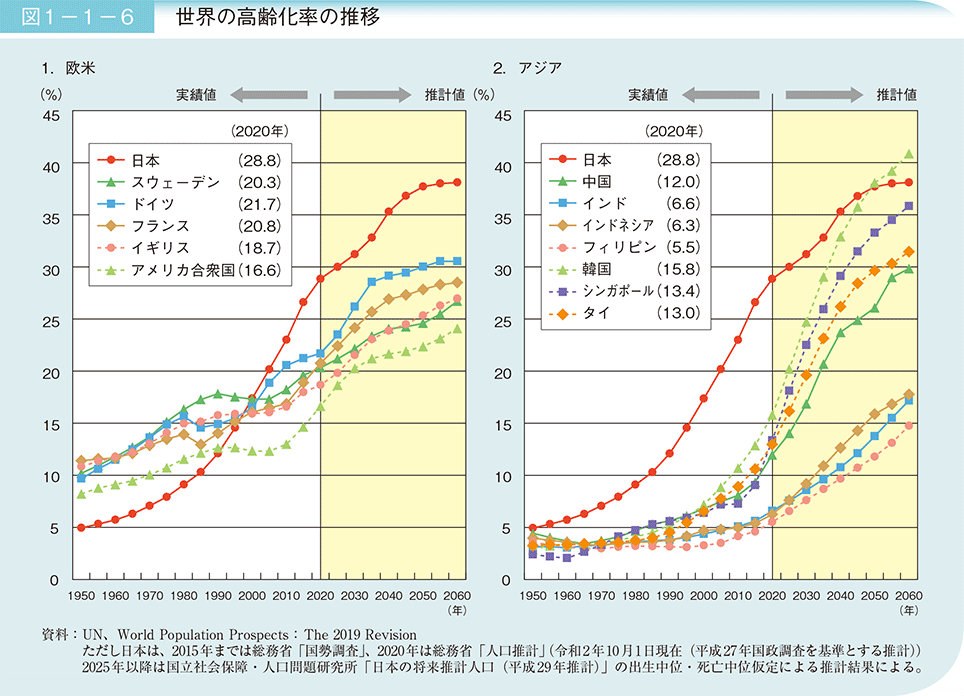 図1－1－6 世界の高齢化率の推移
1. 欧米
(%)
実績値 推計値
45
40
35
30
25
20
15
10
5
0
(2020年)
日本 (28.8)
スウェーデン (20.3)
ドイツ (21.7)
フランス (20.8)
イギリス (18.7)
アメリカ合衆国 (16.6)
1950 1960 1970 1980 1990 2000 2010 2020 2030 2040 2050 2060
(年)
2. アジア
(%)
実績値 推計値
45
40
35
30
25
20
15
10
5
0
(2020年)
日本 (28.8)
中国 (12.0)
インド (6.6)
インドネシア (6.3)
フィリピン (5.5)
韓国 (15.8)
シンガポール (13.4)
タイ (13.0)
1950 1960 1970 1980 1990 2000 2010 2020 2030 2040 2050 2060
(年)
資料：UN、World Population Prospects：The 2019 Revision
ただし日本は、2015年までは総務省「国勢調査」、2020年は総務省「人口推計」（令和2年10月1日現在（平成27年国政調査を基準とする推計））
2025年以降は国立社会保障・人口問題研究所「日本の将来推計人口（平成29年推計）」の出生中位・死亡中位仮定による推計結果による。